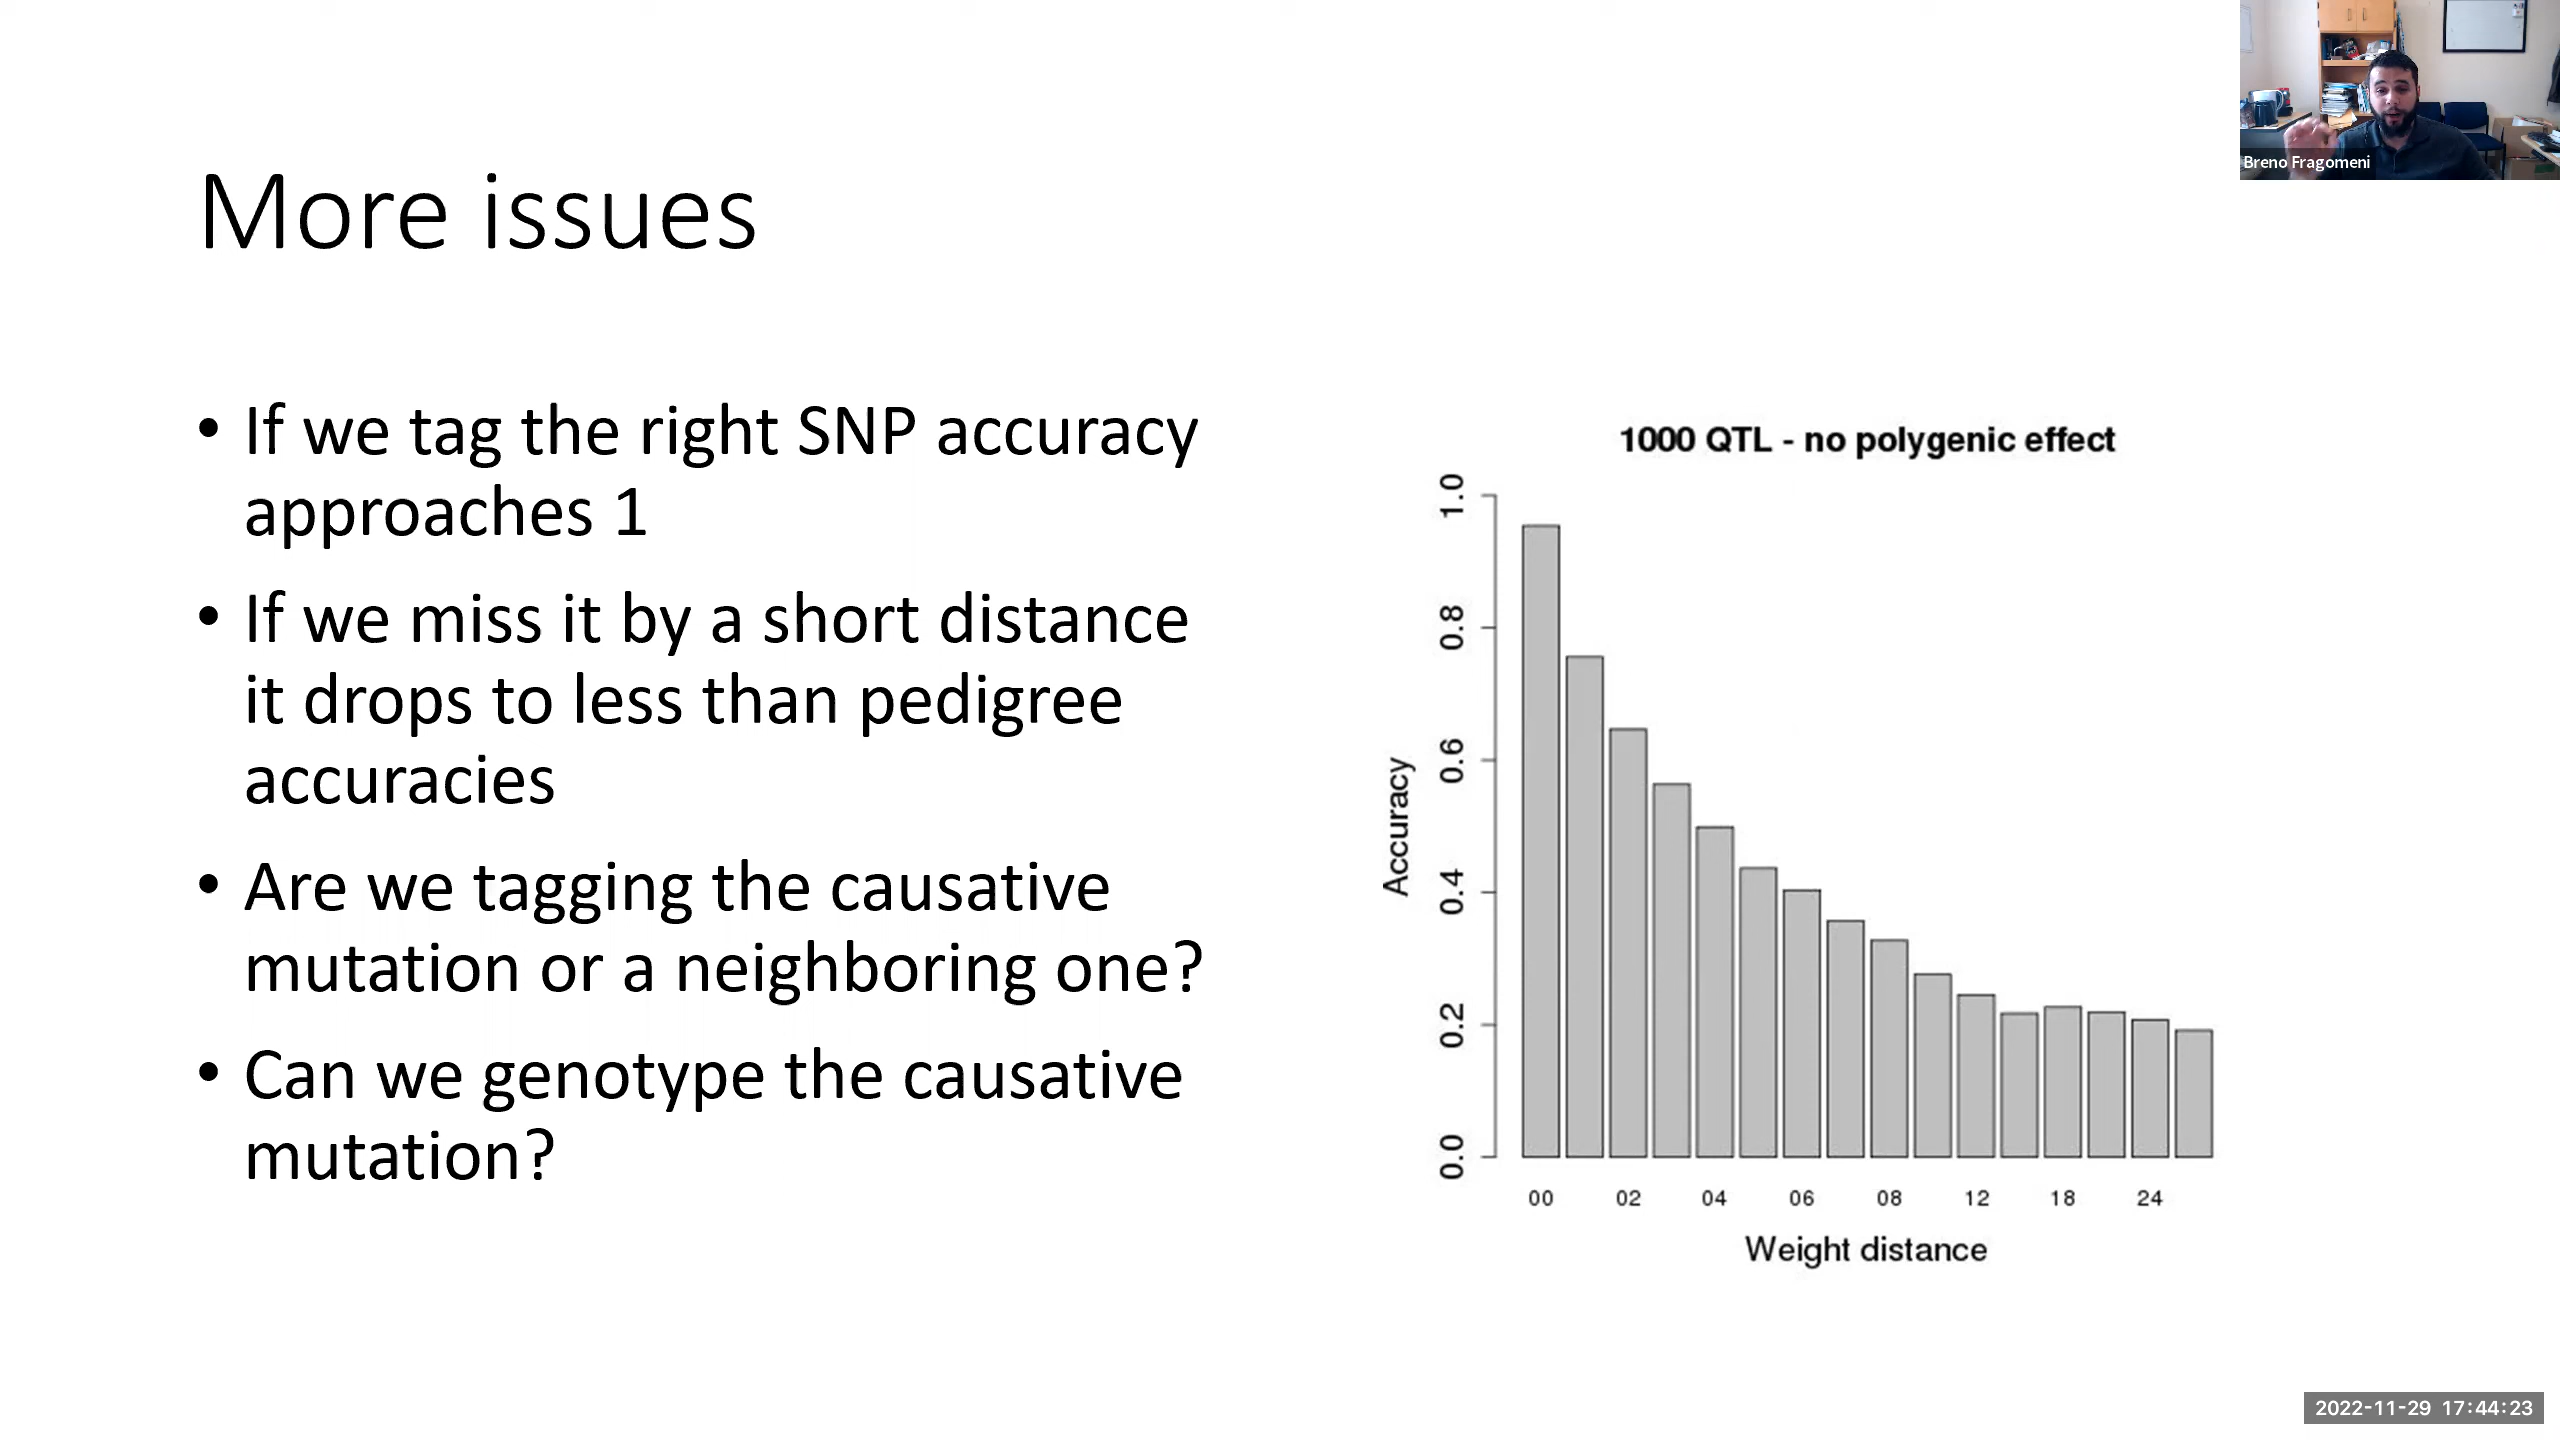 Breno Fragomeni
More issues
• If we tag the right SNP accuracy
approaches 1
• If we miss it by a short distance
it drops to less than pedigree
accuracies
• Are we tagging the causative
mutation or a neighboring one?
• Can we genotype the causative
mutation?
1000 QTL - no polygenic effect
Accuracy
1.0
0.8
0.6
0.4
0.2
0.0
00 02 04 06 08 12 18 24
Weight distance
2022-11-29 17:44:23